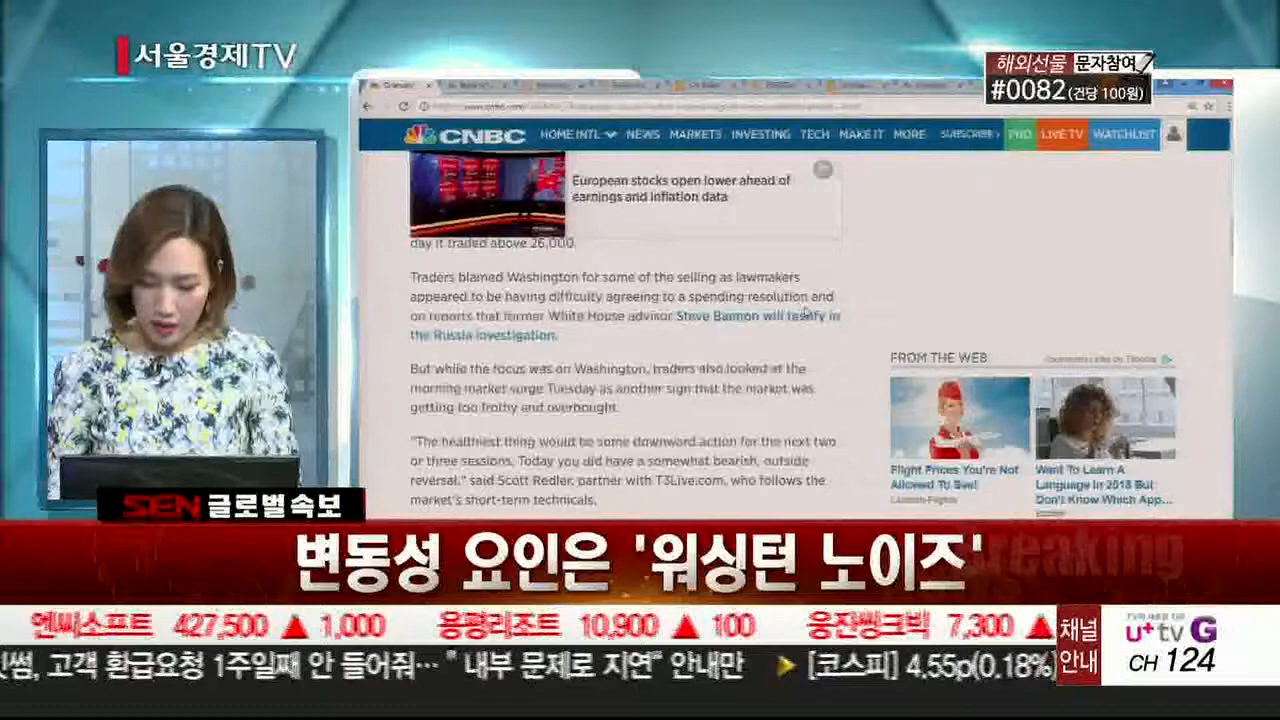 서울경제TV
해외선물 문자참여
#0082(건당 100원)
CNBC HOME INTL NEWS MARKETS INVESTING TECH MAKE IT MORE SUBSCRIBE PRO LIVE TV WATCHLIST
European stocks open lower ahead of
earnings and inflation data
day it traded above 26,000.
Traders blamed Washington for some of the selling as lawmakers
appeared to be having difficulty agreeing to a spending resolution and
on reports that former White House advisor Steve Bannon will testify in
the Russia investigation.
But while the focus was on Washington, traders also looked at the
morning market surge Tuesday as another sign that the market was
getting too frothy and overbought.
"The healthiest thing would be some downward action for the next two
or three sessions. Today you did have a somewhat bearish, outside
reversal," said Scott Redler, partner with T3Live.com, who follows the
market's short-term technicals.
FROM THE WEB
Flight Prices You're Not
Allowed To See!
Want To Learn A
Language In 2018 But
Don't Know Which App...
SEN 글로벌속보
변동성 요인은 '워싱턴 노이즈'
Breaking
엔씨소프트 427,500 ▲ 1,000 용평리조트 10,900 ▲ 100 웅진씽크빅 7,300 ▲
썸, 고객 환급요청 1주일째 안 들어줘… " 내부 문제로 지연" 안내만 ▶ [코스피] 4.55p(0.18%)
채널
안내
u+tv G
CH 124